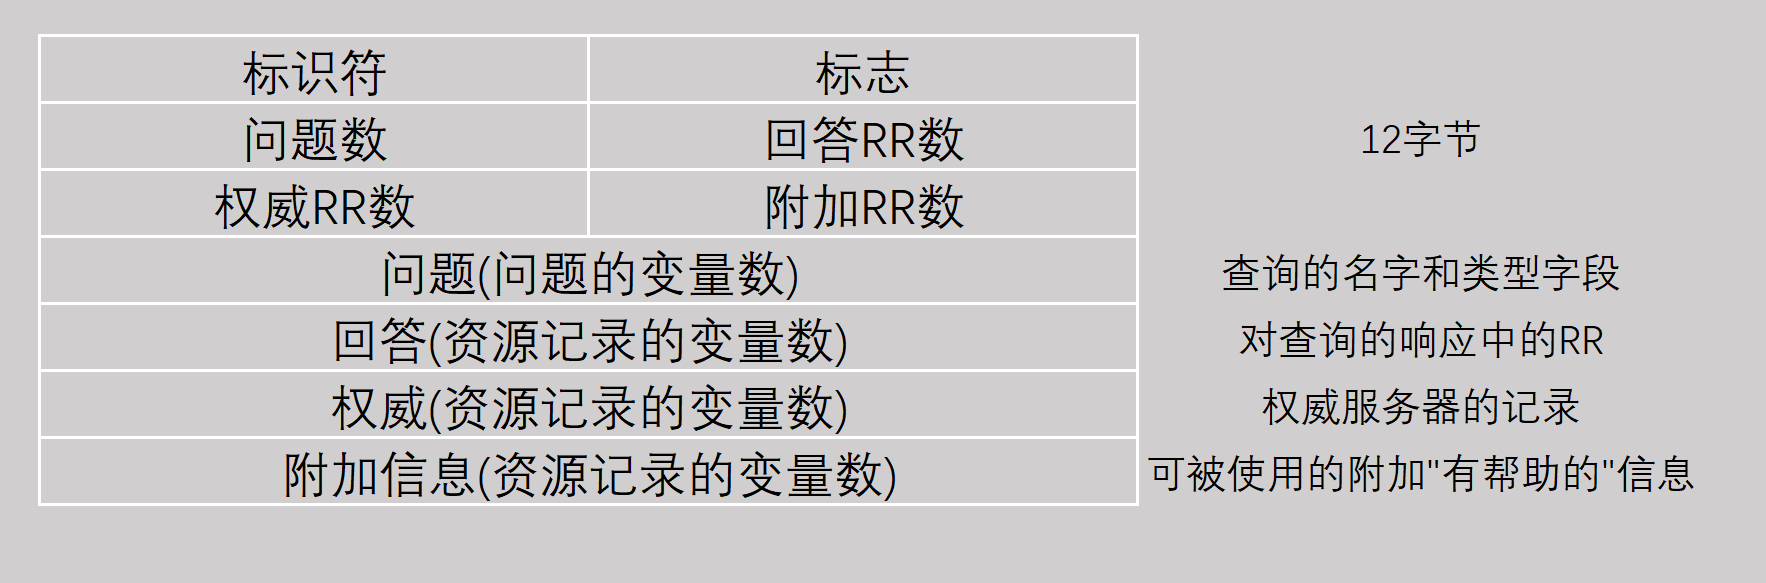 标识符 标志
问题数 回答RR数 12字节
权威RR数 附加RR数
问题(问题的变量数) 查询的名字和类型字段
回答(资源记录的变量数) 对查询的响应中的RR
权威(资源记录的变量数) 权威服务器的记录
附加信息(资源记录的变量数) 可被使用的附加"有帮助的"信息